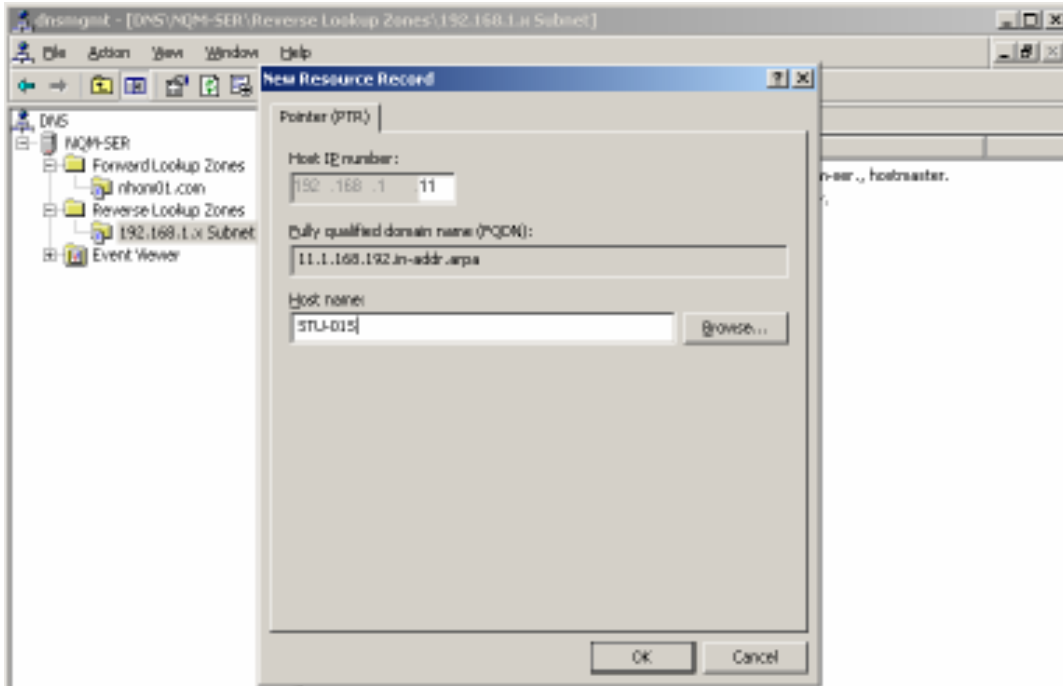 dnsmgmt - [DNS\NQM-SER\Reverse Lookup Zones\192.168.1.x Subnet]
File Action View Window Help
New Resource Record
DNS
NQM-SER
Forward Lookup Zones
nhom01.com
Reverse Lookup Zones
192.168.1.x Subnet
Event Viewer
Pointer (PTR)
Host IP number:
192 .168 .1 .11
Fully qualified domain name (FQDN):
11.1.168.192.in-addr.arpa
Host name:
STU-01S
Browse...
OK Cancel
hostmaster.